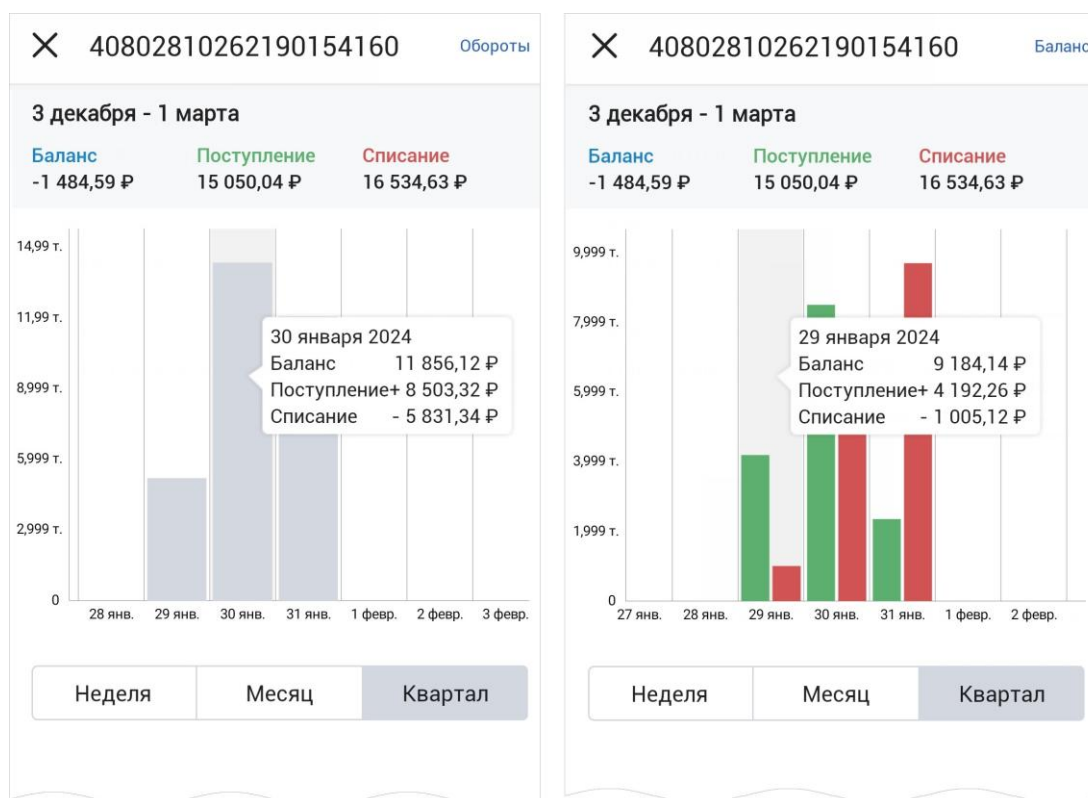 40802810262190154160 Обороты
3 декабря - 1 марта
Баланс Поступление Списание
-1 484,59 ₽ 15 050,04 ₽ 16 534,63 ₽
14,99 т.
11,99 т.
8,999 т.
5,999 т.
2,999 т.
0
30 января 2024
Баланс 11 856,12 ₽
Поступление+ 8 503,32 ₽
Списание - 5 831,34 ₽
28 янв. 29 янв. 30 янв. 31 янв. 1 февр. 2 февр. 3 февр.
Неделя Месяц Квартал
40802810262190154160 Баланс
3 декабря - 1 марта
Баланс Поступление Списание
-1 484,59 ₽ 15 050,04 ₽ 16 534,63 ₽
9,999 т.
7,999 т.
5,999 т.
3,999 т.
1,999 т.
0
29 января 2024
Баланс 9 184,14 ₽
Поступление+ 4 192,26 ₽
Списание - 1 005,12 ₽
27 янв. 28 янв. 29 янв. 30 янв. 31 янв. 1 февр. 2 февр.
Неделя Месяц Квартал